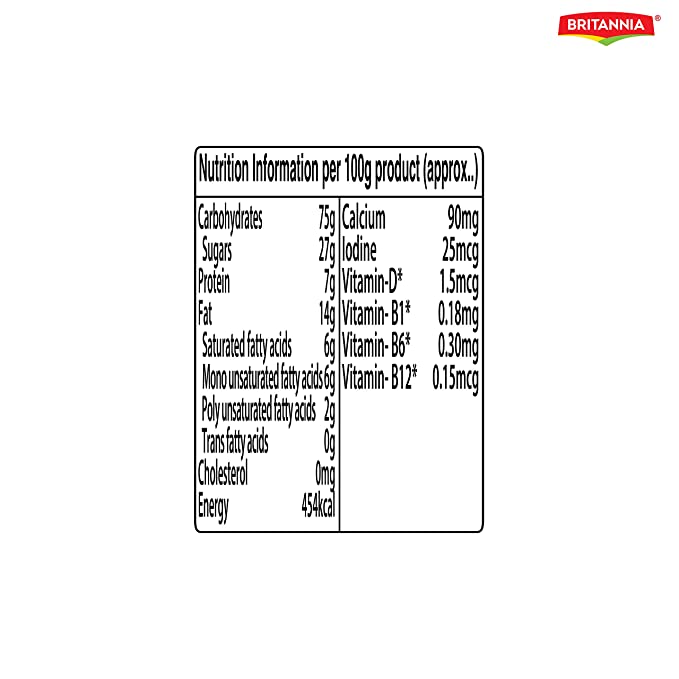 BRITANNIA®
Nutrition Information per 100g product (approx..)
Carbohydrates 75g
Sugars 27g
Protein 7g
Fat 14g
Saturated fatty acids 6g
Mono unsaturated fatty acids 6g
Poly unsaturated fatty acids 2g
Trans fatty acids 0g
Cholesterol 0mg
Energy 454kcal
Calcium 90mg
Iodine 25mcg
Vitamin-D* 1.5mcg
Vitamin- B1* 0.18mg
Vitamin- B6* 0.30mg
Vitamin- B12* 0.15mcg